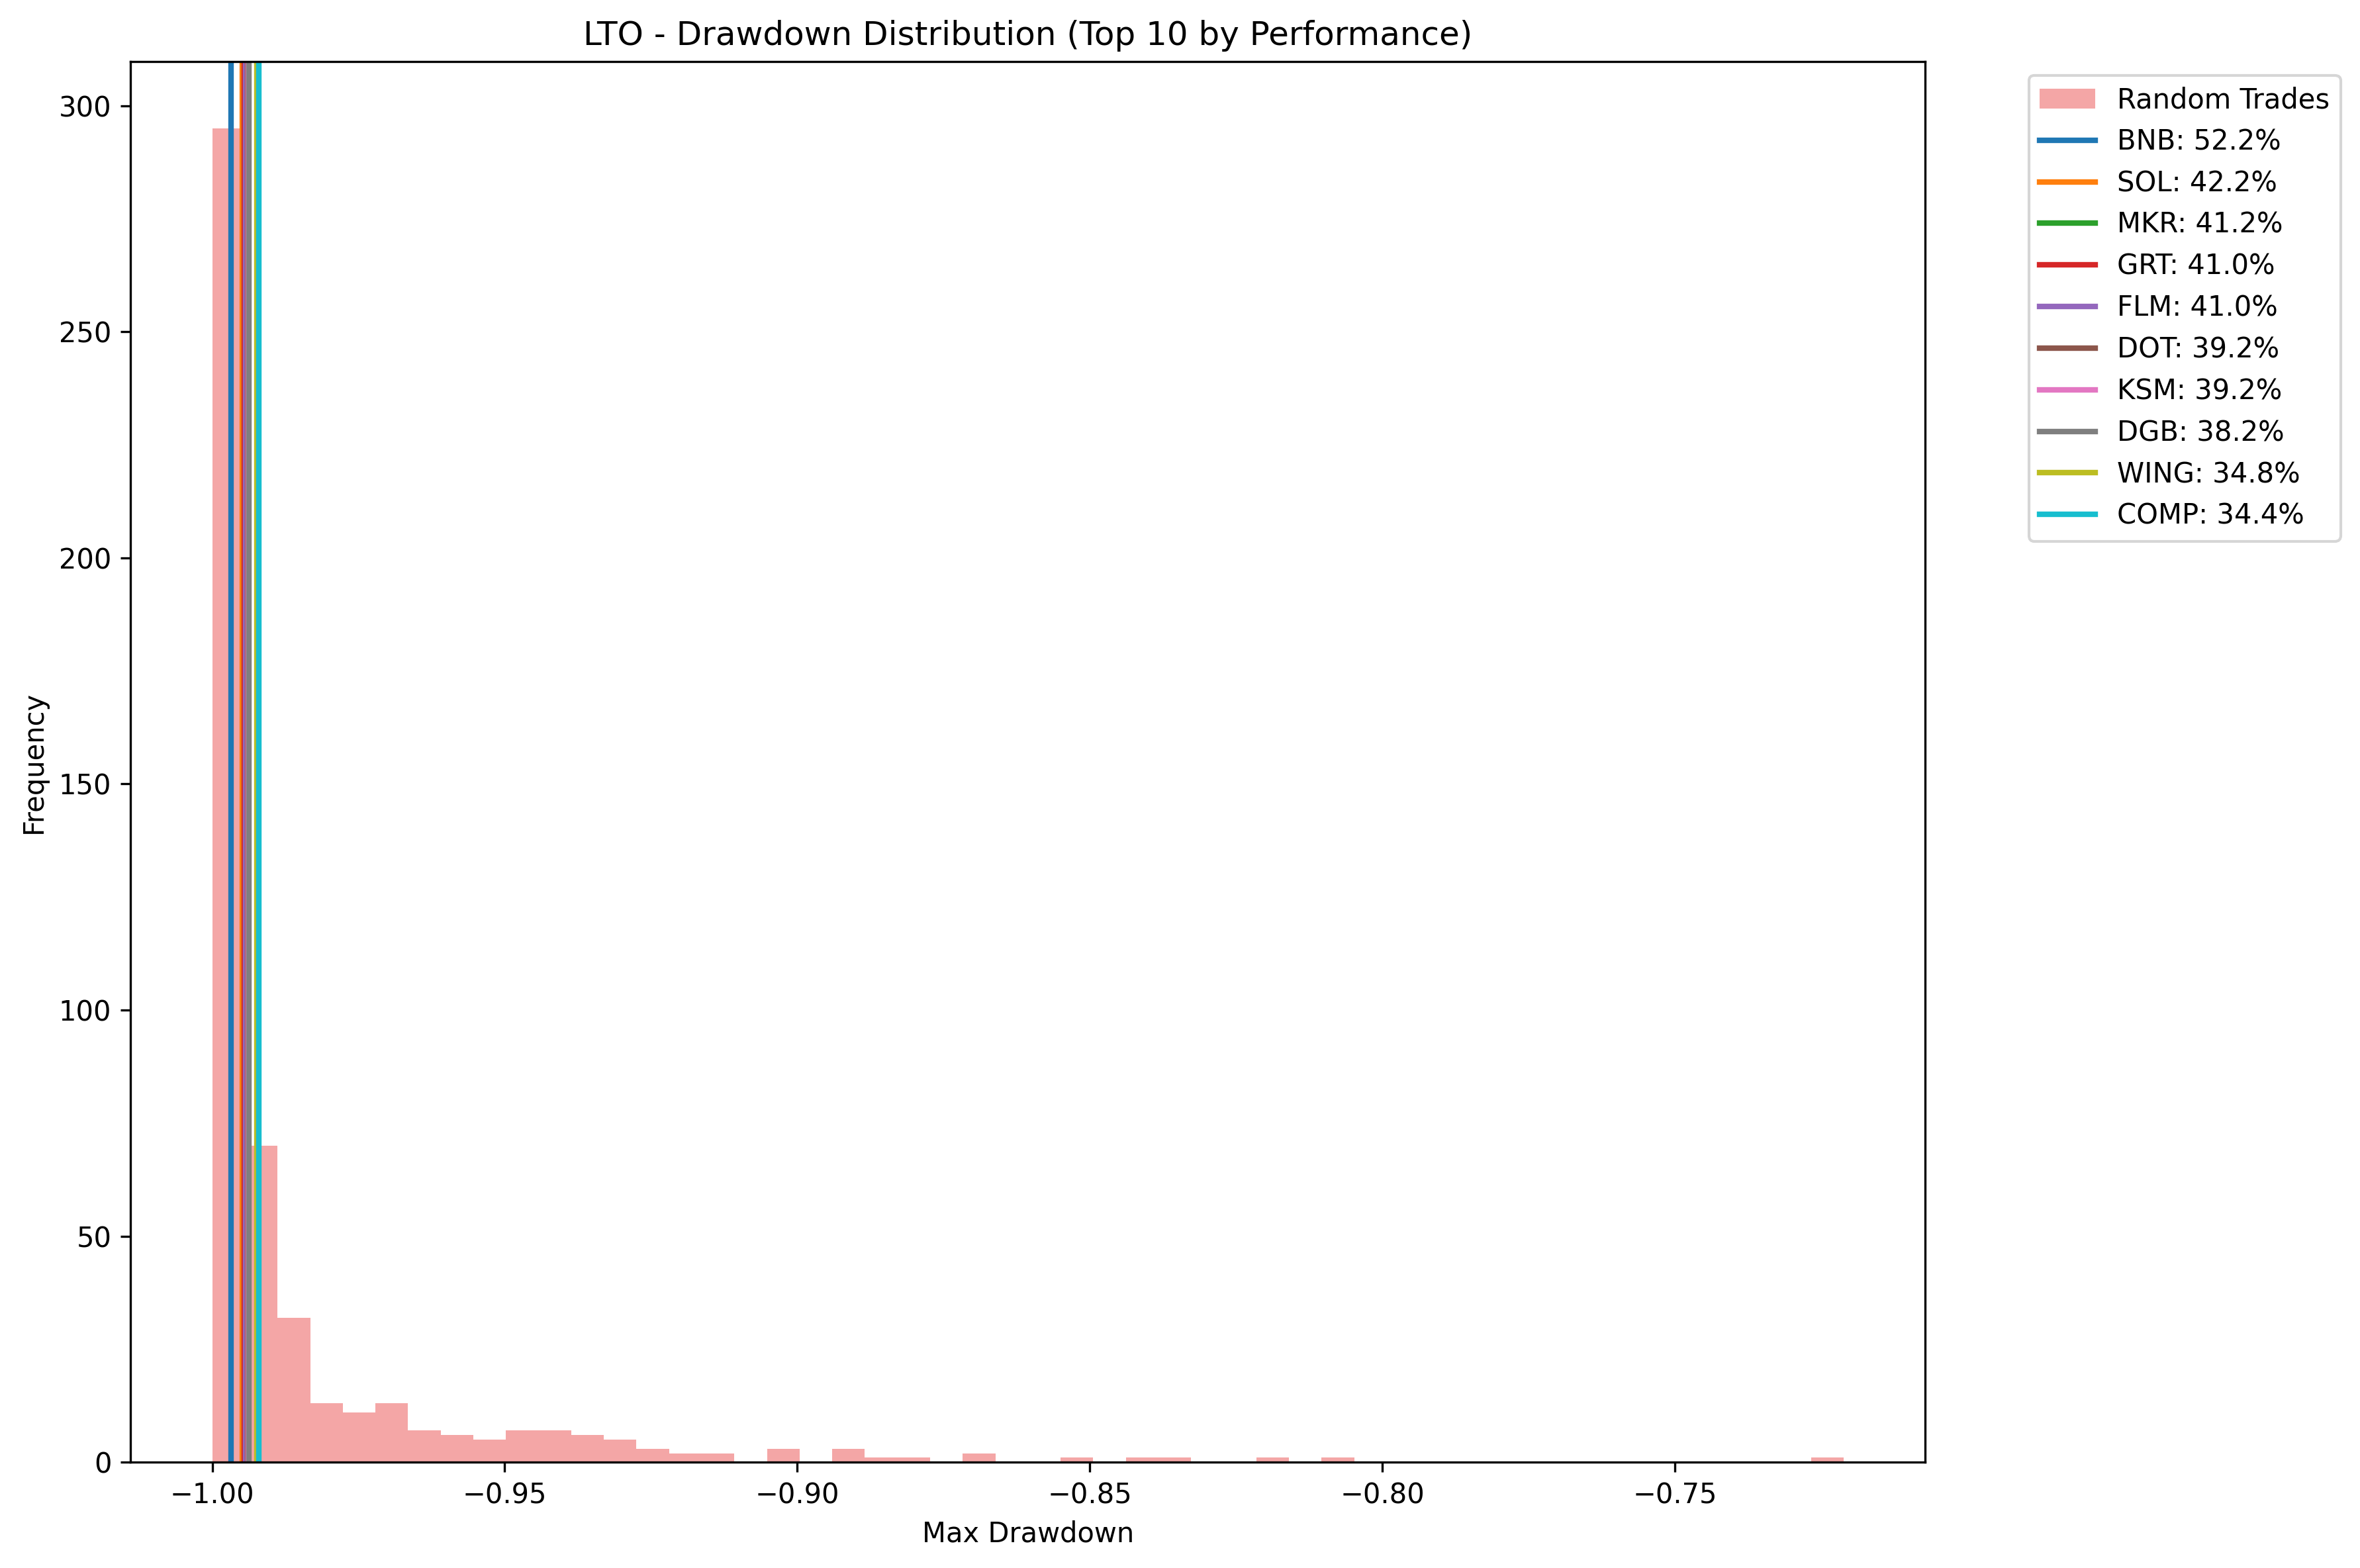 LTO - Drawdown Distribution (Top 10 by Performance)
300
250
200
150
100
50
0
Frequency
−1.00
−0.95
−0.90
−0.85
−0.80
−0.75
Max Drawdown
Random Trades
BNB: 52.2%
SOL: 42.2%
MKR: 41.2%
GRT: 41.0%
FLM: 41.0%
DOT: 39.2%
KSM: 39.2%
DGB: 38.2%
WING: 34.8%
COMP: 34.4%